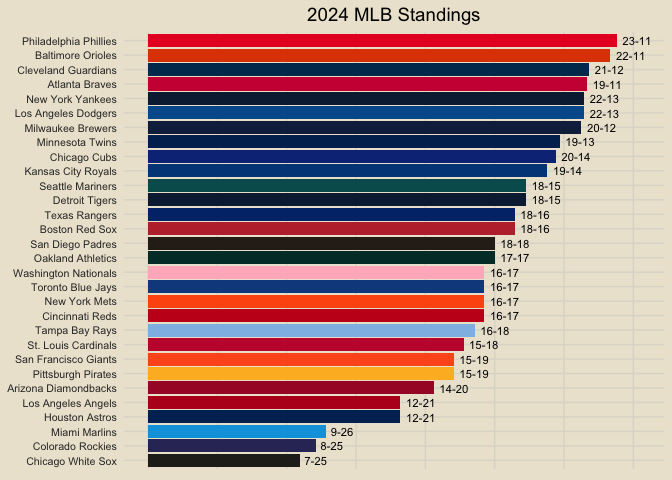 2024 MLB Standings
Philadelphia Phillies 23-11
Baltimore Orioles 22-11
Cleveland Guardians 21-12
Atlanta Braves 19-11
New York Yankees 22-13
Los Angeles Dodgers 22-13
Milwaukee Brewers 20-12
Minnesota Twins 19-13
Chicago Cubs 20-14
Kansas City Royals 19-14
Seattle Mariners 18-15
Detroit Tigers 18-15
Texas Rangers 18-16
Boston Red Sox 18-16
San Diego Padres 18-18
Oakland Athletics 17-17
Washington Nationals 16-17
Toronto Blue Jays 16-17
New York Mets 16-17
Cincinnati Reds 16-17
Tampa Bay Rays 16-18
St. Louis Cardinals 15-18
San Francisco Giants 15-19
Pittsburgh Pirates 15-19
Arizona Diamondbacks 14-20
Los Angeles Angels 12-21
Houston Astros 12-21
Miami Marlins 9-26
Colorado Rockies 8-25
Chicago White Sox 7-25